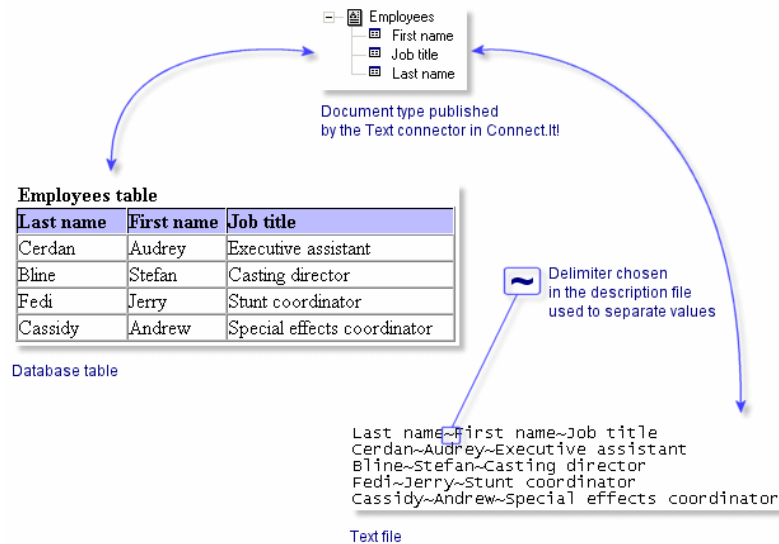 Employees
First name
Job title
Last name
Document type published
by the Text connector in Connect.It!
Employees table
Last name First name Job title
Cerdan Audrey Executive assistant
Bline Stefan Casting director
Fedi Jerry Stunt coordinator
Cassidy Andrew Special effects coordinator
Database table
~
Delimiter chosen
in the description file
used to separate values
Last name~First name~Job title
Cerdan~Audrey~Executive assistant
Bline~Stefan~Casting director
Fedi~Jerry~Stunt coordinator
Cassidy~Andrew~Special effects coordinator
Text file